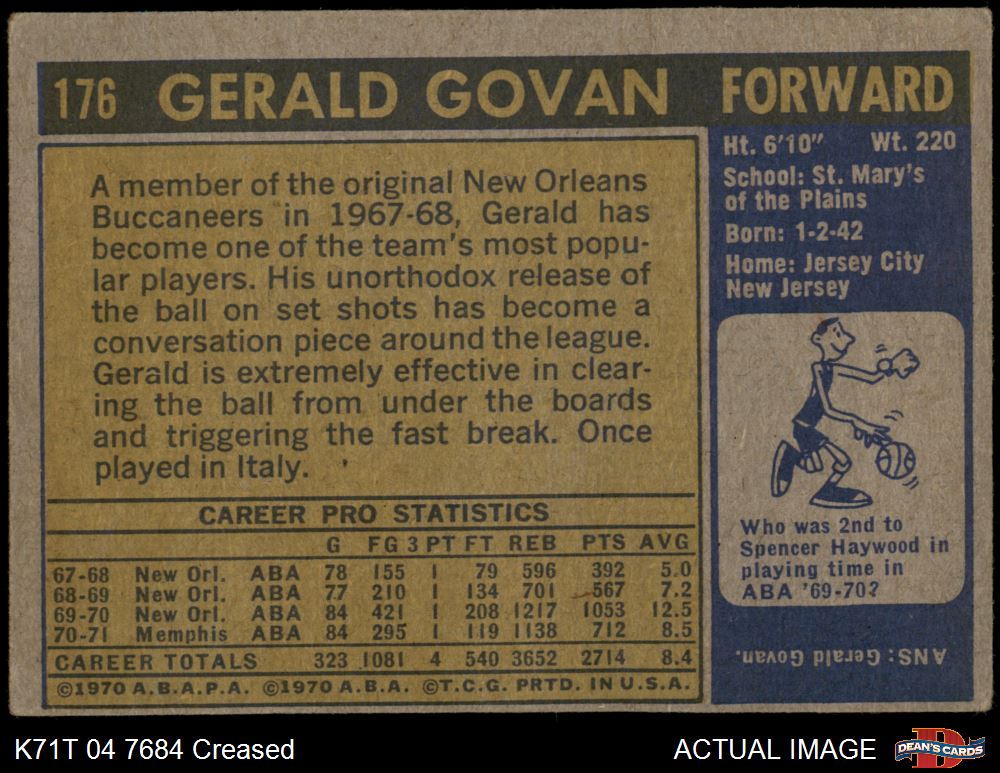 176 GERALD GOVAN FORWARD
A member of the original New Orleans
Buccaneers in 1967-68, Gerald has
become one of the team's most popu-
lar players. His unorthodox release of
the ball on set shots has become a
conversation piece around the league.
Gerald is extremely effective in clear-
ing the ball from under the boards
and triggering the fast break. Once
played in Italy.
CAREER PRO STATISTICS
G FG 3 PT FT REB PTS AVG
67-68 New Orl. ABA 78 155 1 79 596 392 5.0
68-69 New Orl. ABA 77 210 1 134 701 567 7.2
69-70 New Orl. ABA 84 421 1 208 1217 1053 12.5
70-71 Memphis ABA 84 295 1 119 1138 712 8.5
CAREER TOTALS 323 1081 4 540 3652 2714 8.4
©1970 A.B.A.P.A. ©1970 A.B.A. ©T.C.G. PRTD. IN U.S.A.
Ht. 6'10" Wt. 220
School: St. Mary's
of the Plains
Born: 1-2-42
Home: Jersey City
New Jersey
Who was 2nd to
Spencer Haywood in
playing time in
ABA '69-70?
ANS: Gerald Govan.
K71T 04 7684 Creased
ACTUAL IMAGE
D
DEAN'S CARDS